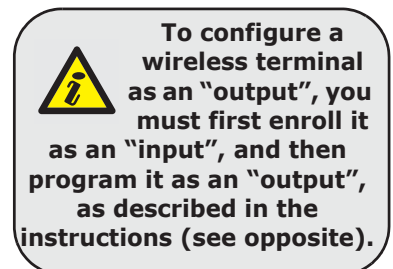 To configure a
wireless terminal
as an “output”, you
must first enroll it
as an “input”, and then
program it as an “output”,
as described in the
instructions (see opposite).